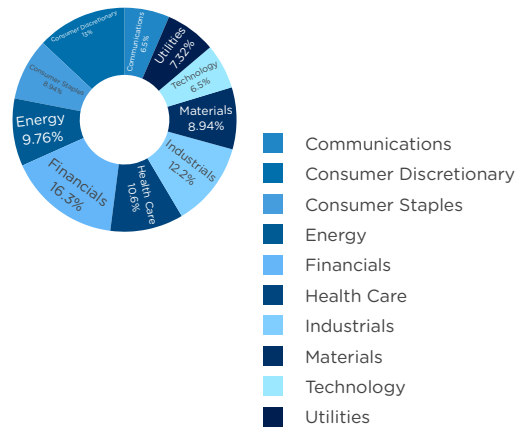 Consumer Discretionary
13%
Communications
6.5%
Utilities
7.32%
Technology
6.5%
Materials
8.94%
Industrials
12.2%
Health Care
10.6%
Financials
16.3%
Energy
9.76%
Consumer Staples
8.94%
Communications
Consumer Discretionary
Consumer Staples
Energy
Financials
Health Care
Industrials
Materials
Technology
Utilities